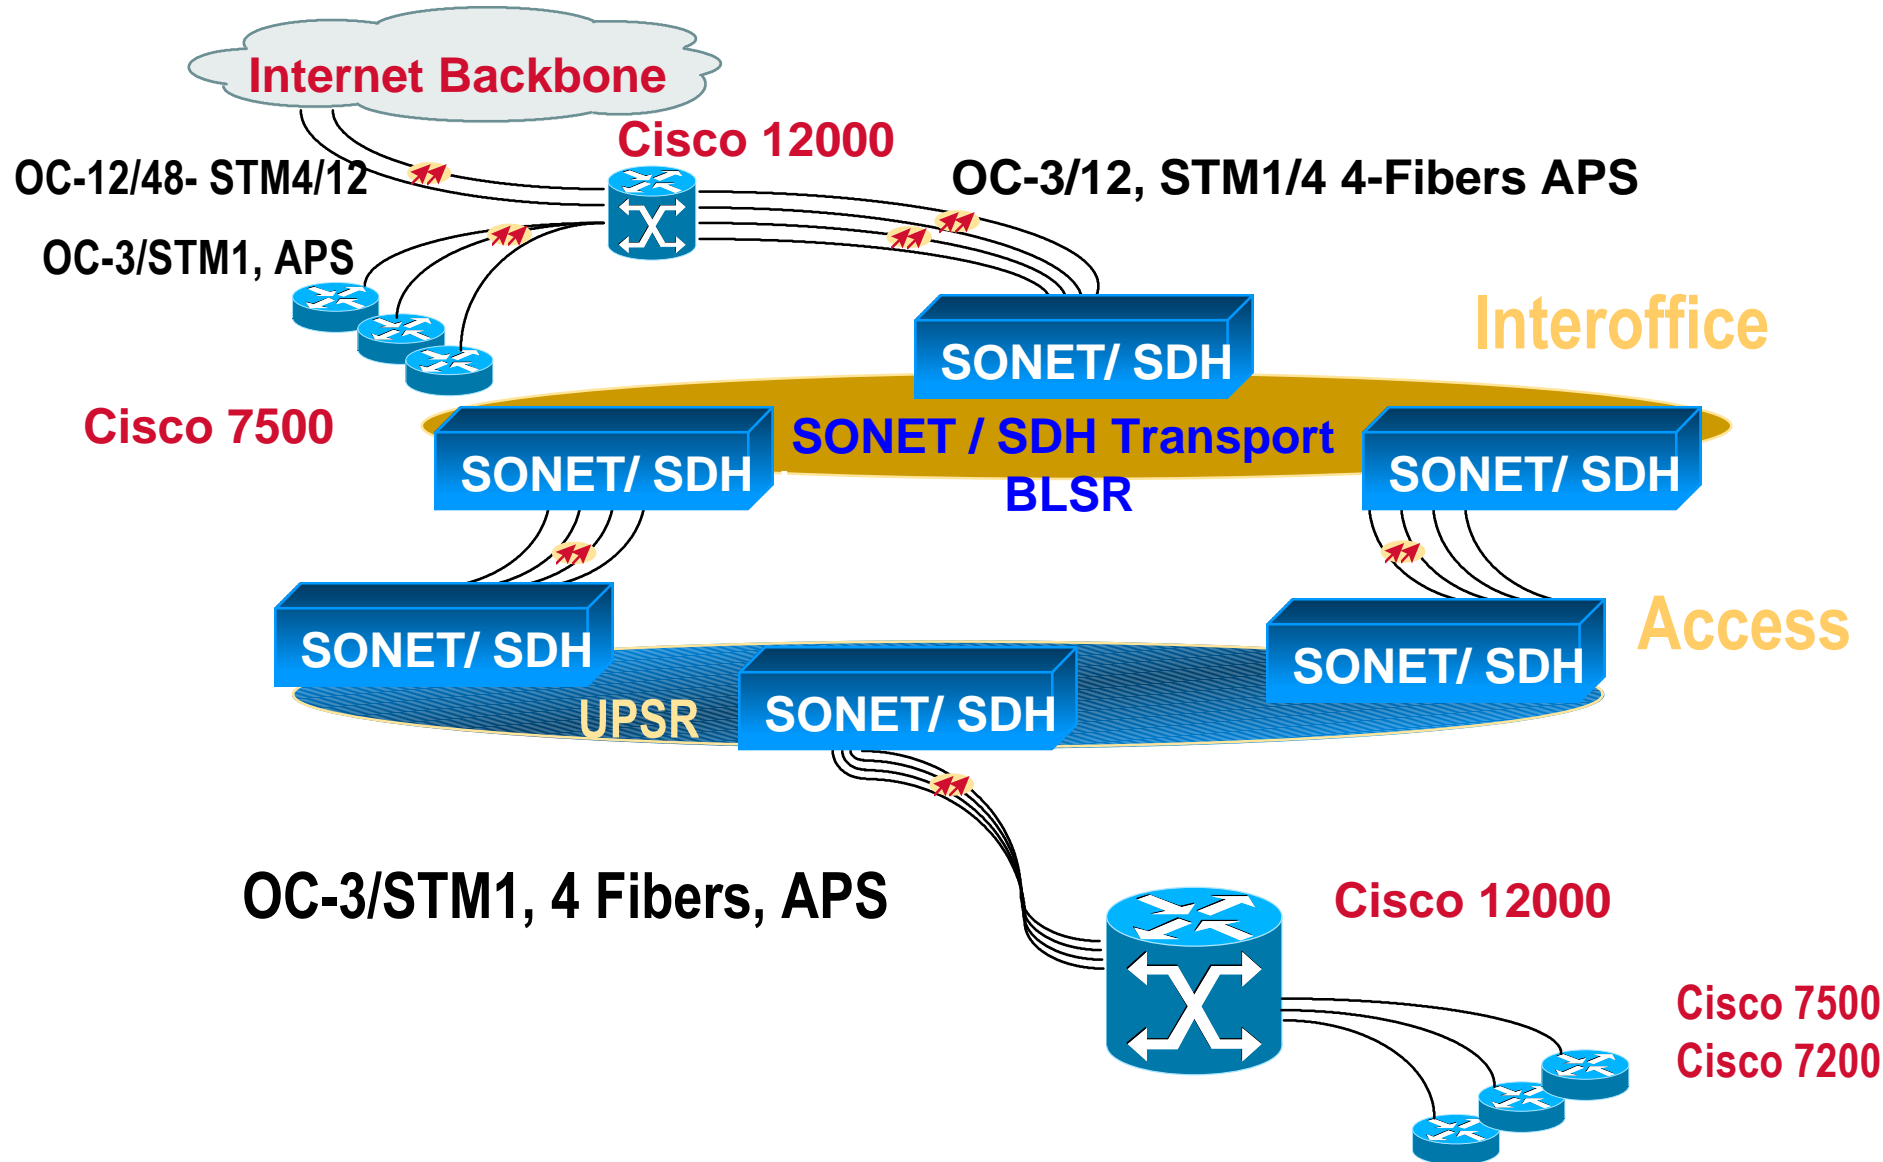 Internet Backbone
Cisco 12000
OC-12/48- STM4/12
OC-3/12, STM1/4 4-Fibers APS
OC-3/STM1, APS
Interoffice
SONET/ SDH
Cisco 7500
SONET / SDH Transport
BLSR
SONET/ SDH
SONET/ SDH
Access
SONET/ SDH
SONET/ SDH
UPSR
SONET/ SDH
OC-3/STM1, 4 Fibers, APS
Cisco 12000
Cisco 7500
Cisco 7200